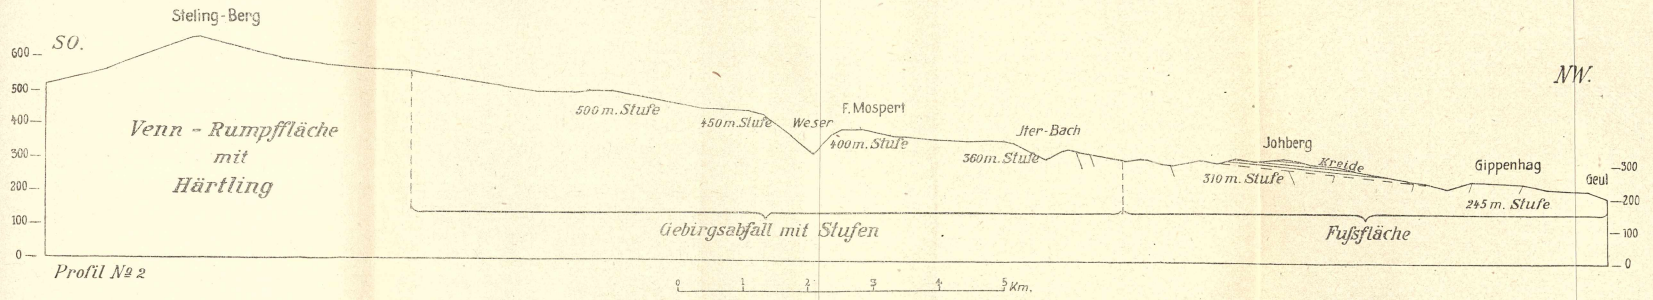 Steling-Berg
SO.
NW.
600
500
400
300
200
100
0
Venn - Rumpffläche
mit
Härtling
500 m. Stufe
450 m. Stufe
Weser
F. Mospert
400 m. Stufe
Jter-Bach
360 m. Stufe
Johberg
Kreide
310 m. Stufe
Gippenhag
Geul
245 m. Stufe
300
200
100
0
Gebirgsabfall mit Stufen
Fußfläche
Profil № 2
0 1 2 3 4 5 Km.